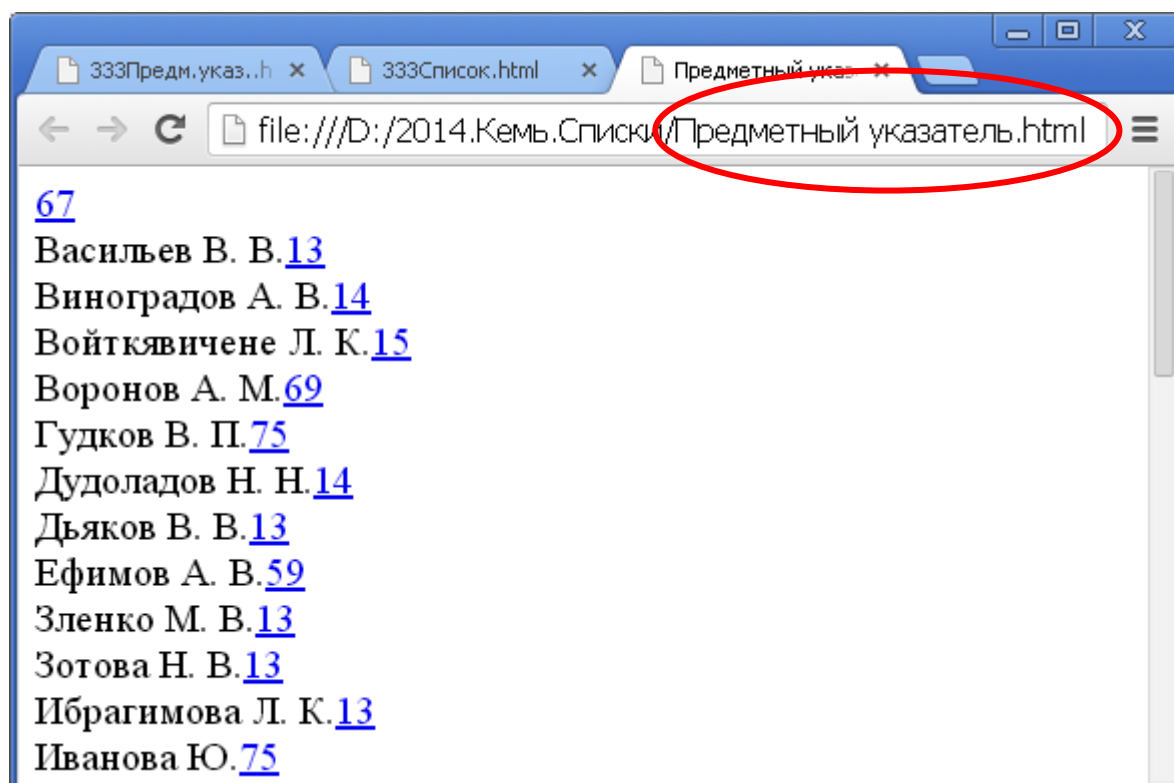 333Предм.указ..h
333Список.html
Предметный указ
file:///D:/2014.Кемь.Списки/Предметный указатель.html
67
Васильев В. В.13
Виноградов А. В.14
Войткявичене Л. К.15
Воронов А. М.69
Гудков В. П.75
Дудоладов Н. Н.14
Дьяков В. В.13
Ефимов А. В.59
Зленко М. В.13
Зотова Н. В.13
Ибрагимова Л. К.13
Иванова Ю.75